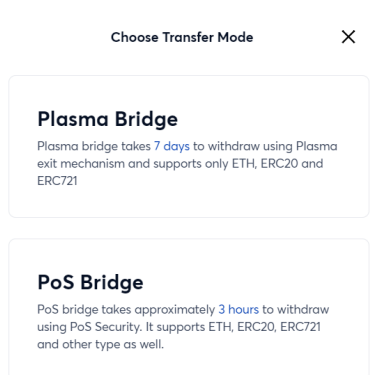 Choose Transfer Mode
Plasma Bridge
Plasma bridge takes 7 days to withdraw using Plasma
exit mechanism and supports only ETH, ERC20 and
ERC721
PoS Bridge
PoS bridge takes approximately 3 hours to withdraw
using PoS Security. It supports ETH, ERC20, ERC721
and other type as well.